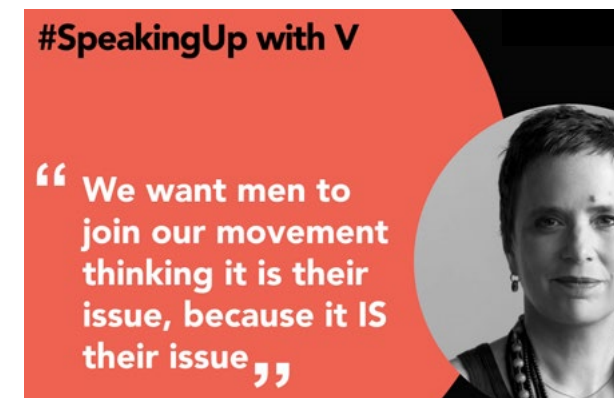 #SpeakingUp with V
“ We want men to
join our movement
thinking it is their
issue, because it IS
their issue ”